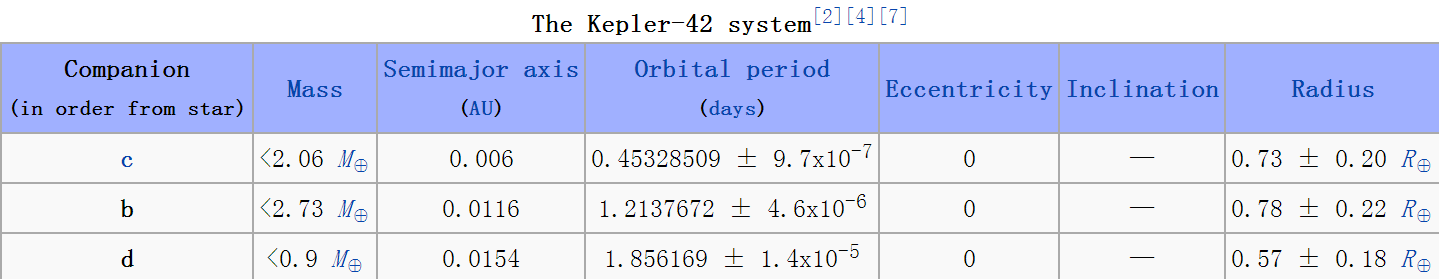 The Kepler-42 system[2][4][7]
Companion
(in order from star)
Mass
Semimajor axis
(AU)
Orbital period
(days)
Eccentricity
Inclination
Radius
c <2.06 M⊕ 0.006 0.45328509 ± 9.7x10⁻⁷ 0 — 0.73 ± 0.20 R⊕
b <2.73 M⊕ 0.0116 1.2137672 ± 4.6x10⁻⁶ 0 — 0.78 ± 0.22 R⊕
d <0.9 M⊕ 0.0154 1.856169 ± 1.4x10⁻⁵ 0 — 0.57 ± 0.18 R⊕